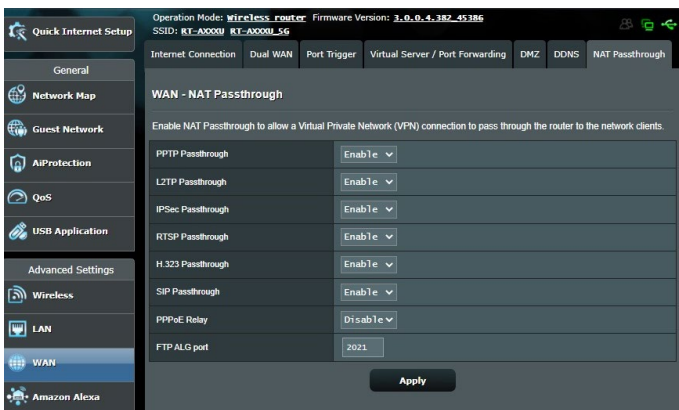 Quick Internet Setup
General
Network Map
Guest Network
AiProtection
QoS
USB Application
Advanced Settings
Wireless
LAN
WAN
Amazon Alexa
Operation Mode: Wireless router Firmware Version: 3.0.0.4.382_45386
SSID: RT-AXXXU RT-AXXXU_5G
Internet Connection Dual WAN Port Trigger Virtual Server / Port Forwarding DMZ DDNS NAT Passthrough
WAN - NAT Passthrough
Enable NAT Passthrough to allow a Virtual Private Network (VPN) connection to pass through the router to the network clients.
PPTP Passthrough Enable
L2TP Passthrough Enable
IPSec Passthrough Enable
RTSP Passthrough Enable
H.323 Passthrough Enable
SIP Passthrough Enable
PPPoE Relay Disable
FTP ALG port 2021
Apply